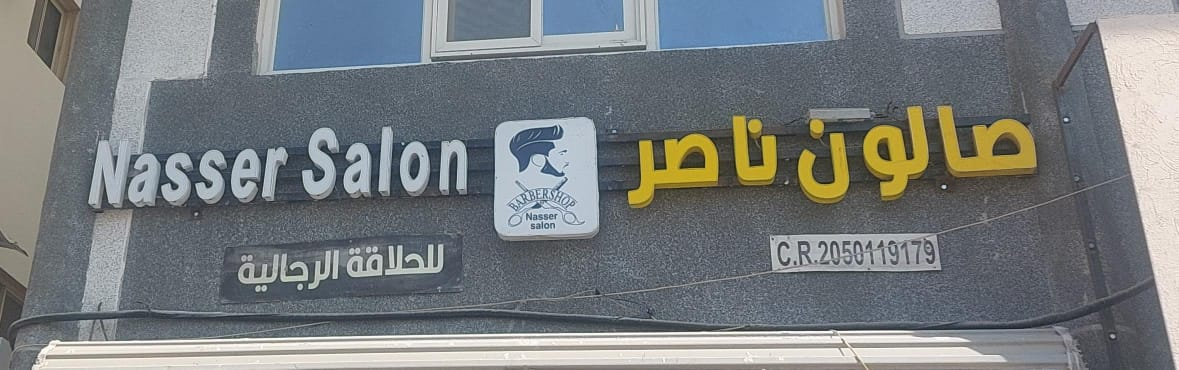 Nasser Salon
صالون ناصر
BARBERSHOP
Nasser
salon
للحلاقة الرجالية
C.R.2050119179